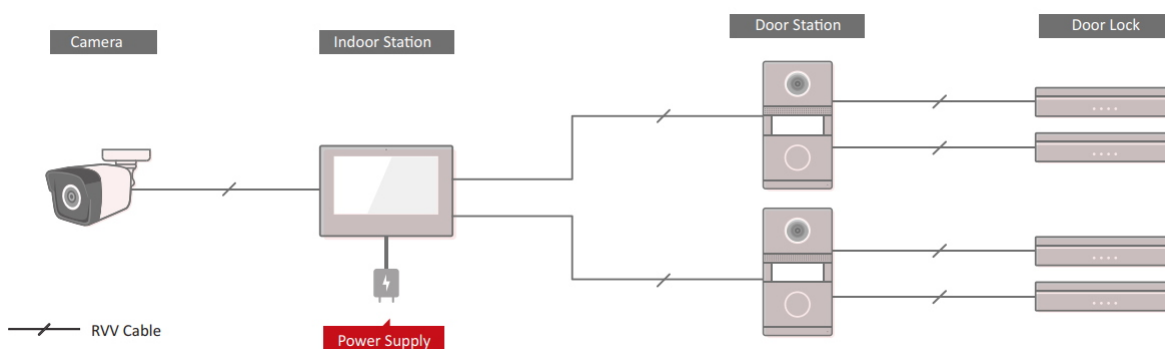 Camera
Indoor Station
Door Station
Door Lock
RVV Cable
Power Supply